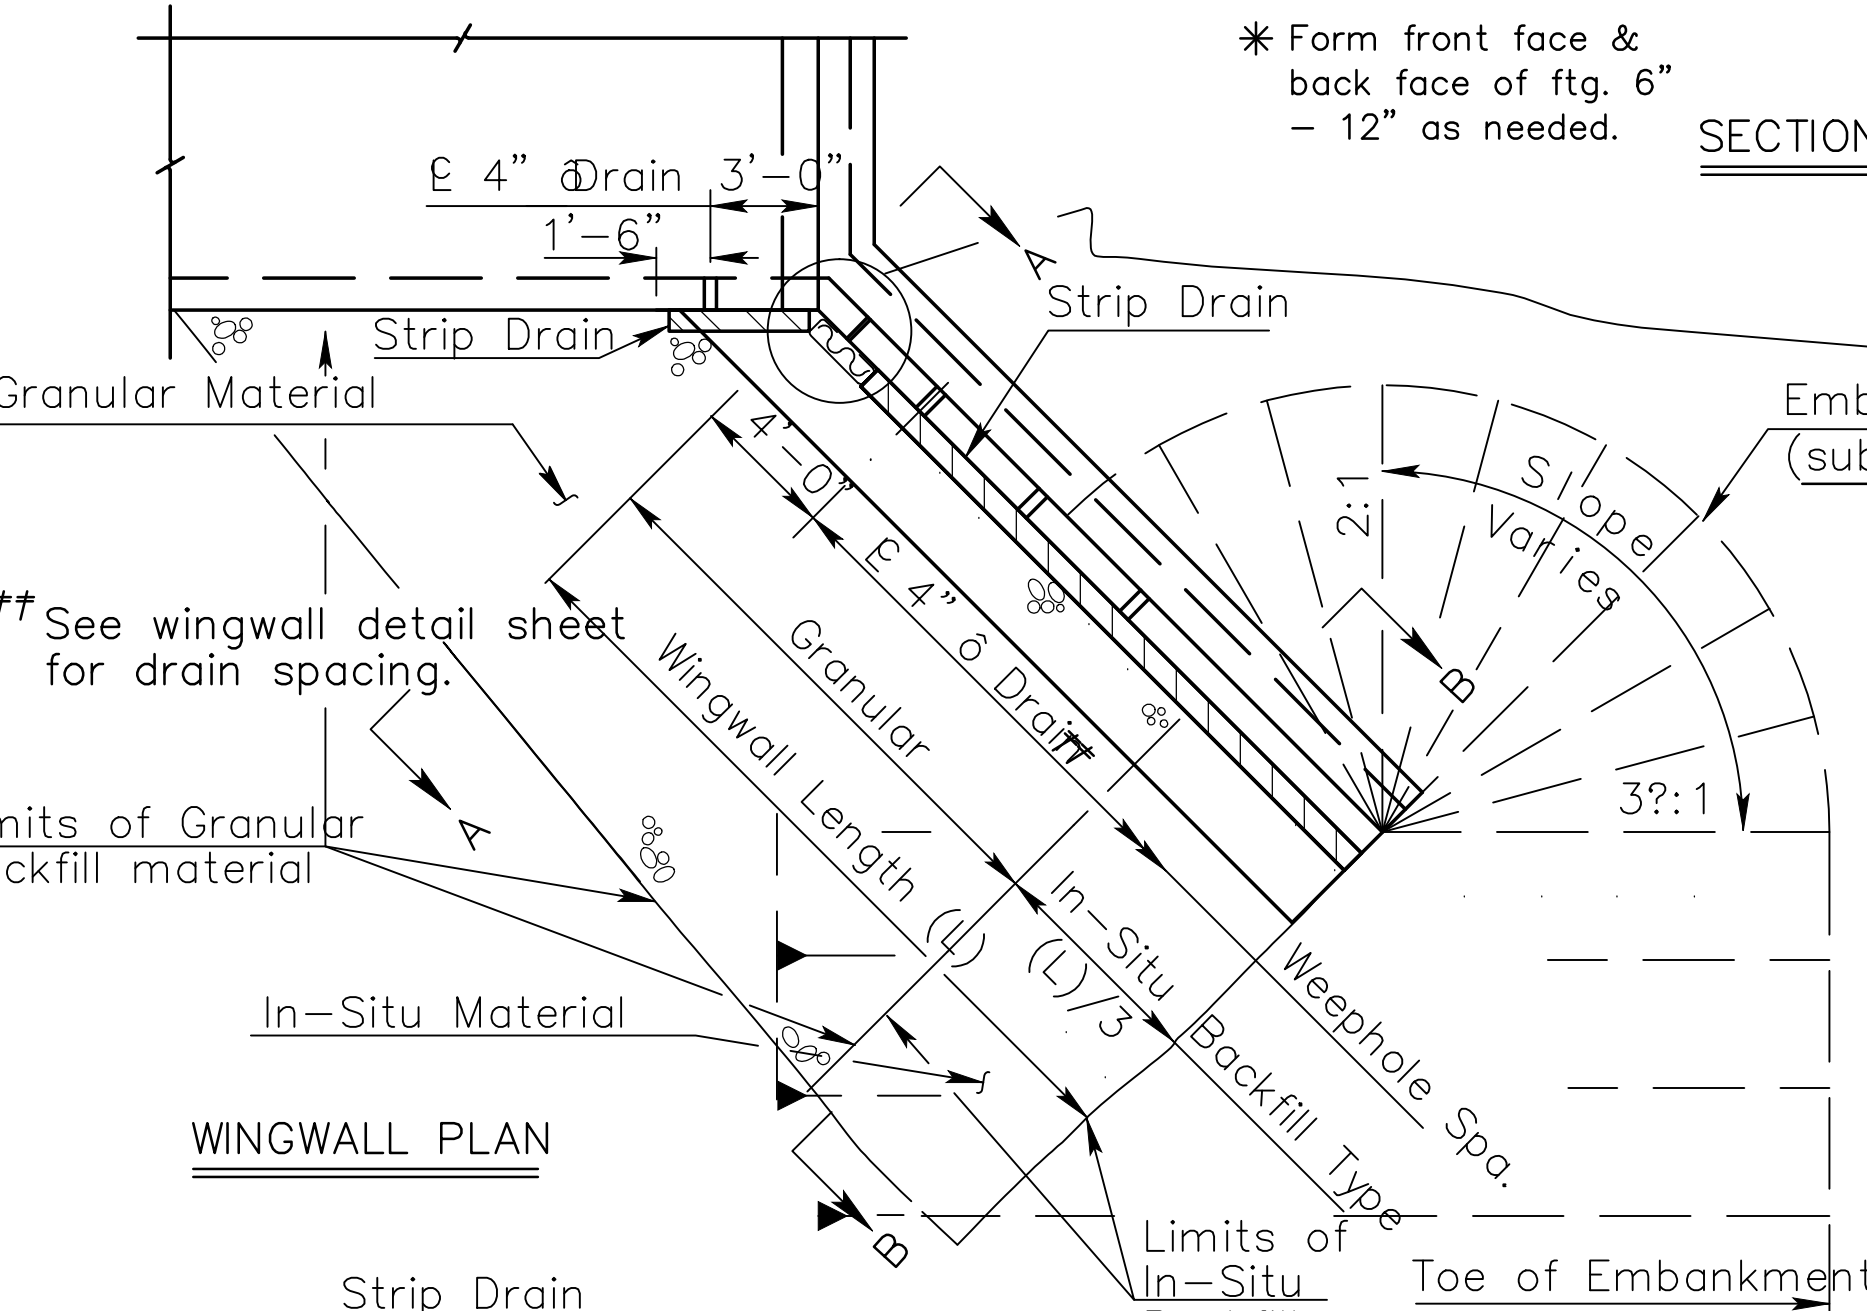 ✳ Form front face &
back face of ftg. 6”
– 12” as needed.
SECTION
℄ 4” Drain
3’–0”
1’–6”
Strip Drain
Strip Drain
Granular Material
A
4’–0”
℄ 4” ô Drain
2:1
Slope
Varies
Emb
(sub
See wingwall detail sheet
for drain spacing.
Granular
Wingwall Length (L)
B
3?:1
mits of Granular
ckfill material
A
In–Situ
(L)/3
Weephole Spa.
Backfill Type
In–Situ Material
WINGWALL PLAN
B
Limits of
In–Situ
Toe of Embankment
Strip Drain